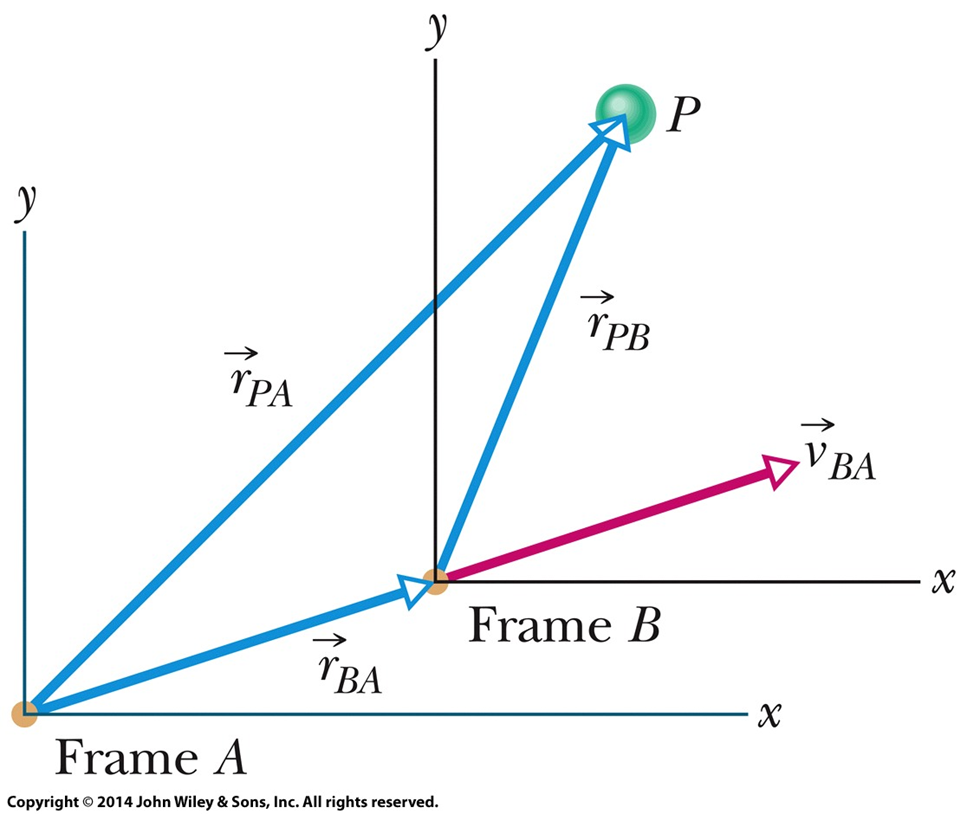 y
P
y
r⃗PB
r⃗PA
v⃗BA
x
Frame B
r⃗BA
x
Frame A
Copyright © 2014 John Wiley & Sons, Inc. All rights reserved.